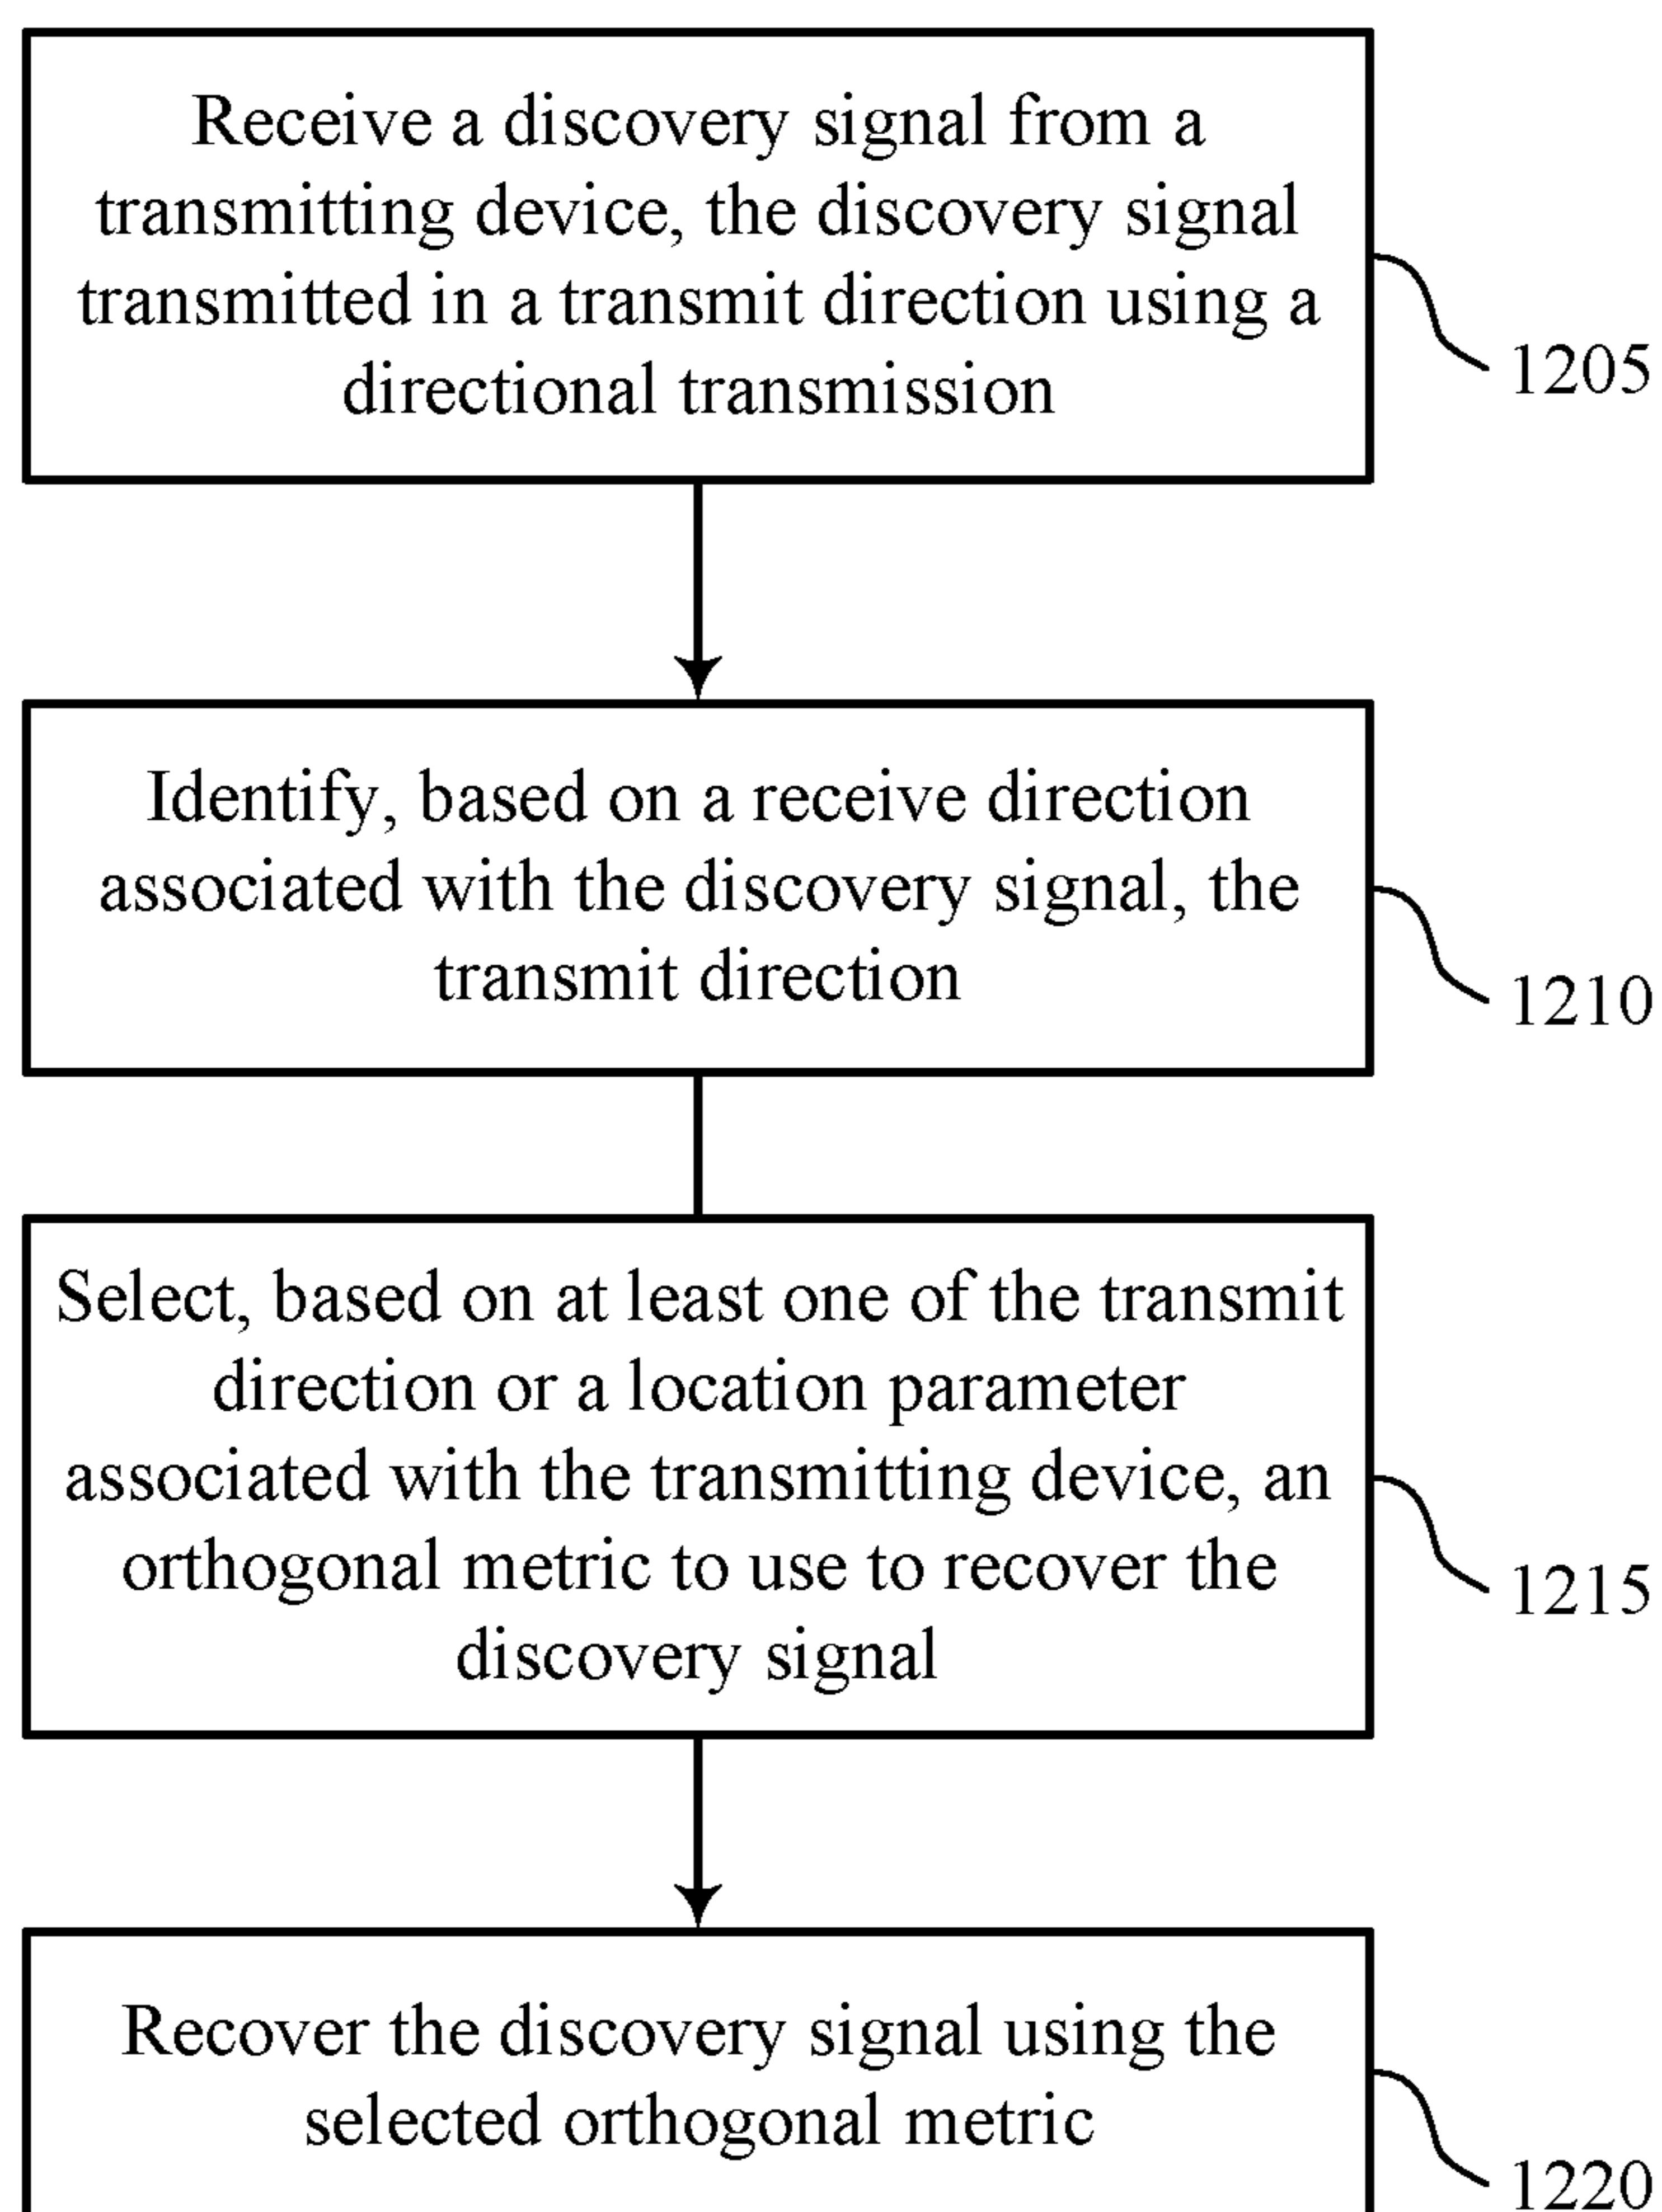 Receive a discovery signal from a
transmitting device, the discovery signal
transmitted in a transmit direction using a
directional transmission
1205
Identify, based on a receive direction
associated with the discovery signal, the
transmit direction
1210
Select, based on at least one of the transmit
direction or a location parameter
associated with the transmitting device, an
orthogonal metric to use to recover the
discovery signal
1215
Recover the discovery signal using the
selected orthogonal metric
1220